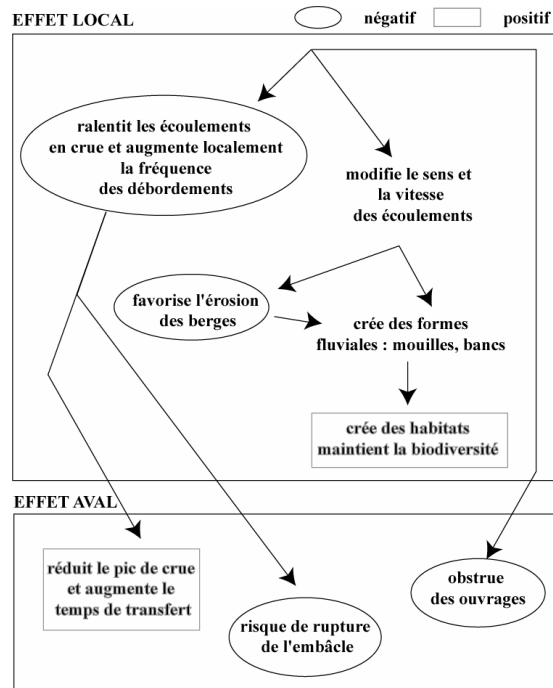 EFFET LOCAL
négatif
positif
ralentit les écoulements
en crue et augmente localement
la fréquence
des débordements
modifie le sens et
la vitesse
des écoulements
favorise l'érosion
des berges
crée des formes
fluviales : mouilles, bancs
crée des habitats
maintient la biodiversité
EFFET AVAL
réduit le pic de crue
et augmente le
temps de transfert
risque de rupture
de l'embâcle
obstrue
des ouvrages